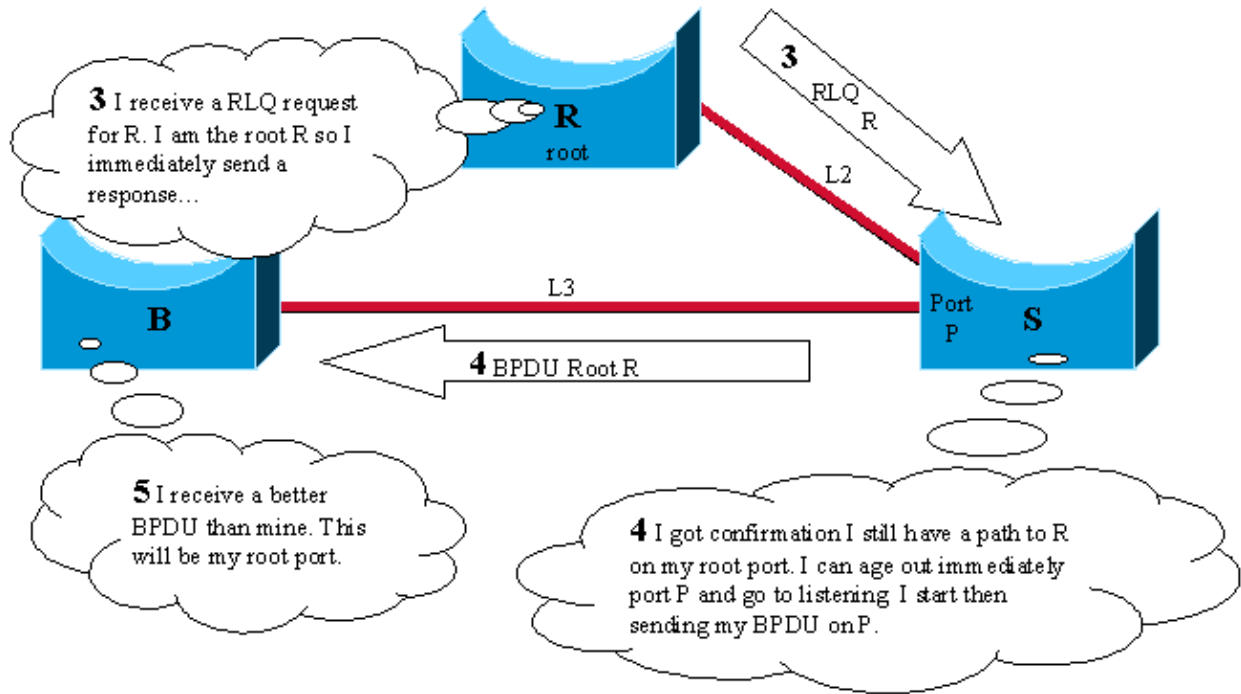 3 I receive a RLQ request
for R. I am the root R so I
immediately send a
response...
R
root
3
RLQ
R
L2
L3
B
Port
P
S
4 BPDU Root R
5 I receive a better
BPDU than mine. This
will be my root port.
4 I got confirmation I still have a path to R
on my root port. I can age out immediately
port P and go to listening. I start then
sending my BPDU on P.